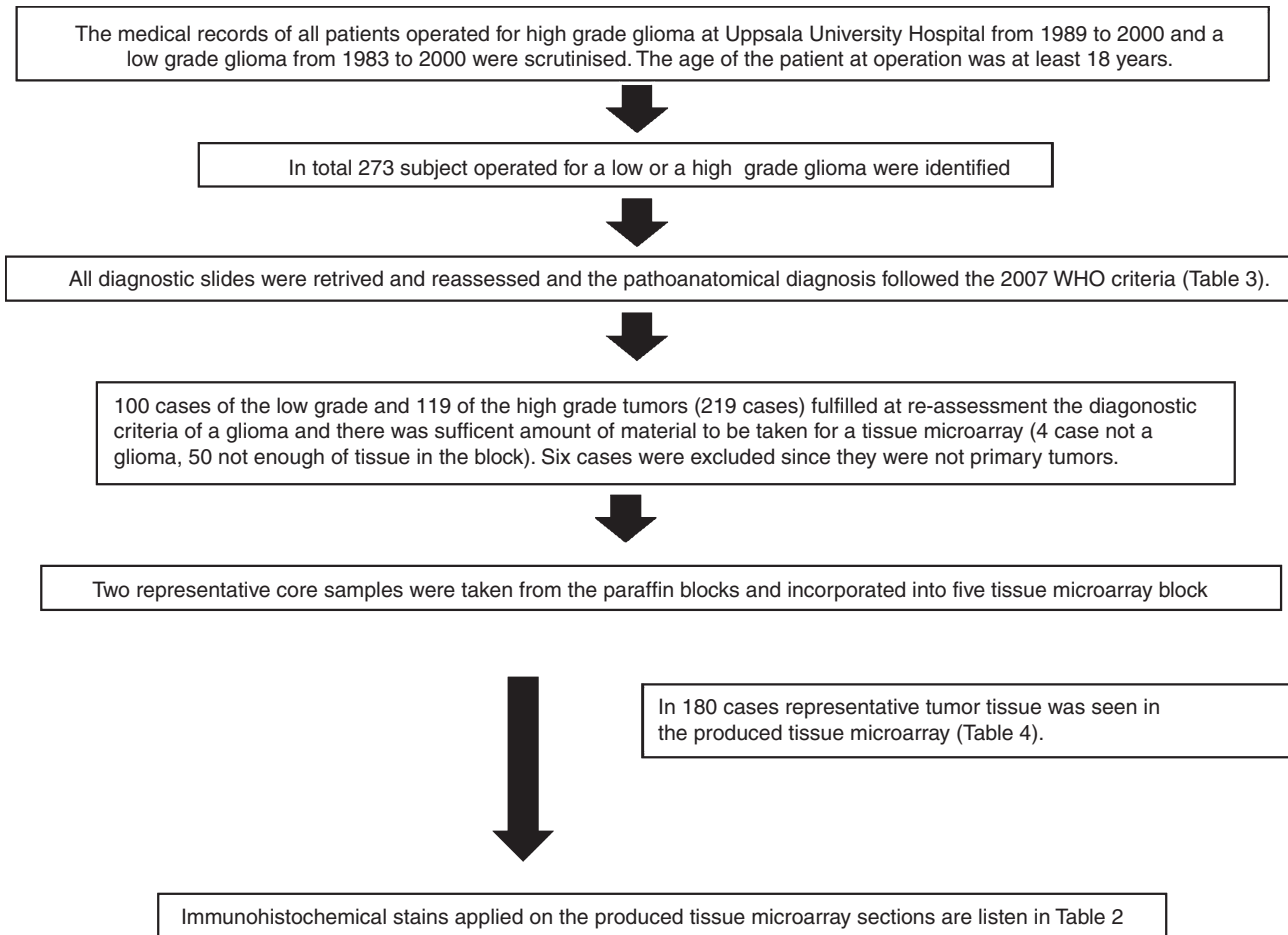 The medical records of all patients operated for high grade glioma at Uppsala University Hospital from 1989 to 2000 and a
low grade glioma from 1983 to 2000 were scrutinised. The age of the patient at operation was at least 18 years.
In total 273 subject operated for a low or a high grade glioma were identified
All diagnostic slides were retrived and reassessed and the pathoanatomical diagnosis followed the 2007 WHO criteria (Table 3).
100 cases of the low grade and 119 of the high grade tumors (219 cases) fulfilled at re-assessment the diagonostic
criteria of a glioma and there was sufficent amount of material to be taken for a tissue microarray (4 case not a
glioma, 50 not enough of tissue in the block). Six cases were excluded since they were not primary tumors.
Two representative core samples were taken from the paraffin blocks and incorporated into five tissue microarray block
In 180 cases representative tumor tissue was seen in
the produced tissue microarray (Table 4).
Immunohistochemical stains applied on the produced tissue microarray sections are listen in Table 2